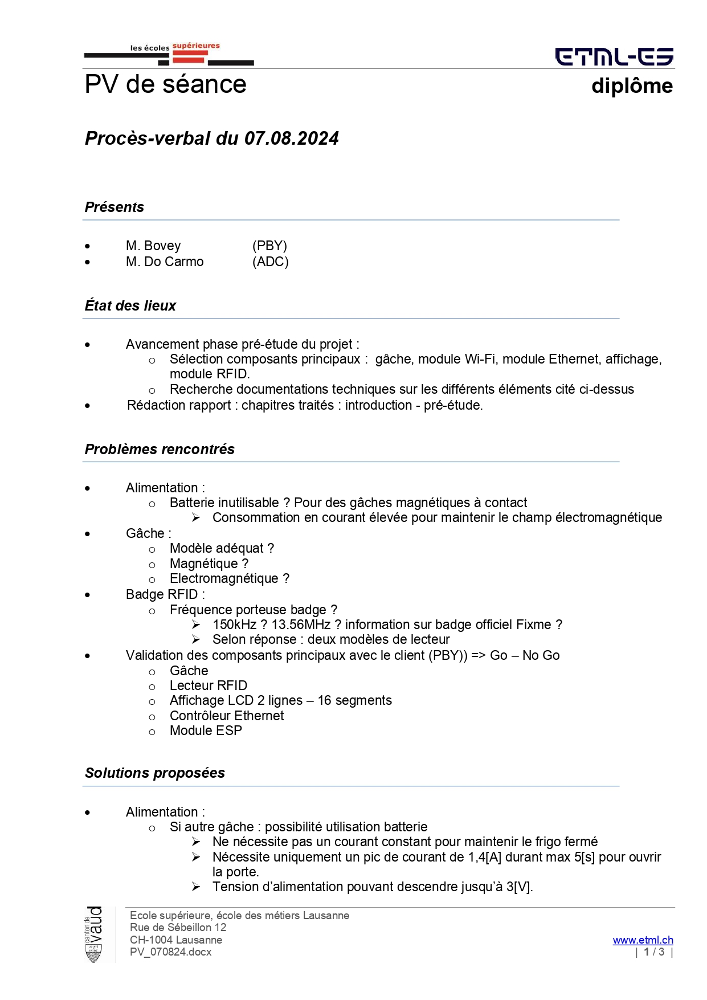 les écoles supérieures
ETML-ES
PV de séance diplôme
Procès-verbal du 07.08.2024
Présents
• M. Bovey (PBY)
• M. Do Carmo (ADC)
État des lieux
• Avancement phase pré-étude du projet :
o Sélection composants principaux : gâche, module Wi-Fi, module Ethernet, affichage,
module RFID.
o Recherche documentations techniques sur les différents éléments cité ci-dessus
• Rédaction rapport : chapitres traités : introduction - pré-étude.
Problèmes rencontrés
• Alimentation :
o Batterie inutilisable ? Pour des gâches magnétiques à contact
➢ Consommation en courant élevée pour maintenir le champ électromagnétique
• Gâche :
o Modèle adéquat ?
o Magnétique ?
o Electromagnétique ?
• Badge RFID :
o Fréquence porteuse badge ?
➢ 150kHz ? 13.56MHz ? information sur badge officiel Fixme ?
➢ Selon réponse : deux modèles de lecteur
• Validation des composants principaux avec le client (PBY)) => Go – No Go
o Gâche
o Lecteur RFID
o Affichage LCD 2 lignes – 16 segments
o Contrôleur Ethernet
o Module ESP
Solutions proposées
• Alimentation :
o Si autre gâche : possibilité utilisation batterie
➢ Ne nécessite pas un courant constant pour maintenir le frigo fermé
➢ Nécessite uniquement un pic de courant de 1,4[A] durant max 5[s] pour ouvrir
la porte.
➢ Tension d’alimentation pouvant descendre jusqu’à 3[V].
canton de
vaud
LIBERTÉ ET PATRIE
Ecole supérieure, école des métiers Lausanne
Rue de Sébeillon 12
CH-1004 Lausanne www.etml.ch
PV_070824.docx | 1 / 3 |